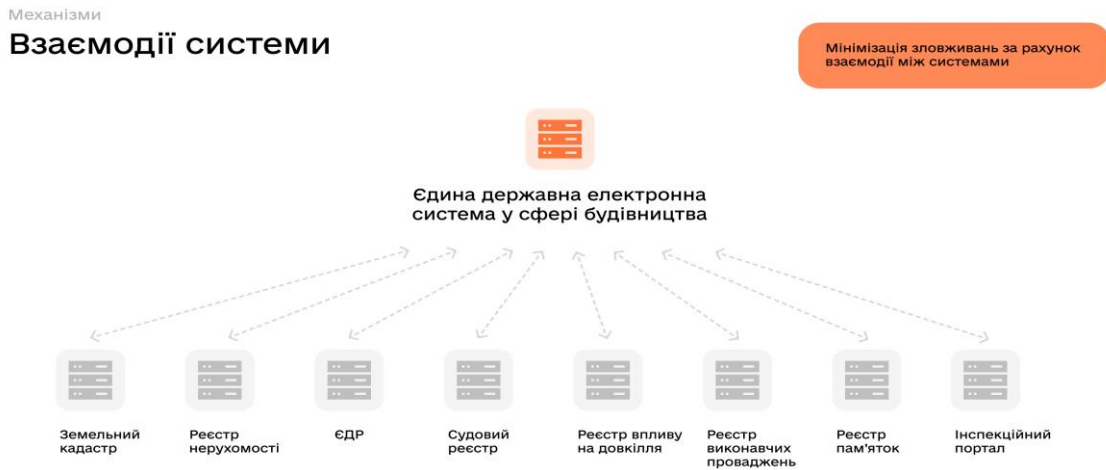 Механізми
Взаємодії системи
Мінімізація зловживань за рахунок
взаємодії між системами
Єдина державна електронна
система у сфері будівництва
Земельний
кадастр
Реєстр
нерухомості
ЄДР
Судовий
реєстр
Реєстр впливу
на довкілля
Реєстр
виконавчих
проваджень
Реєстр
пам’яток
Інспекційний
портал